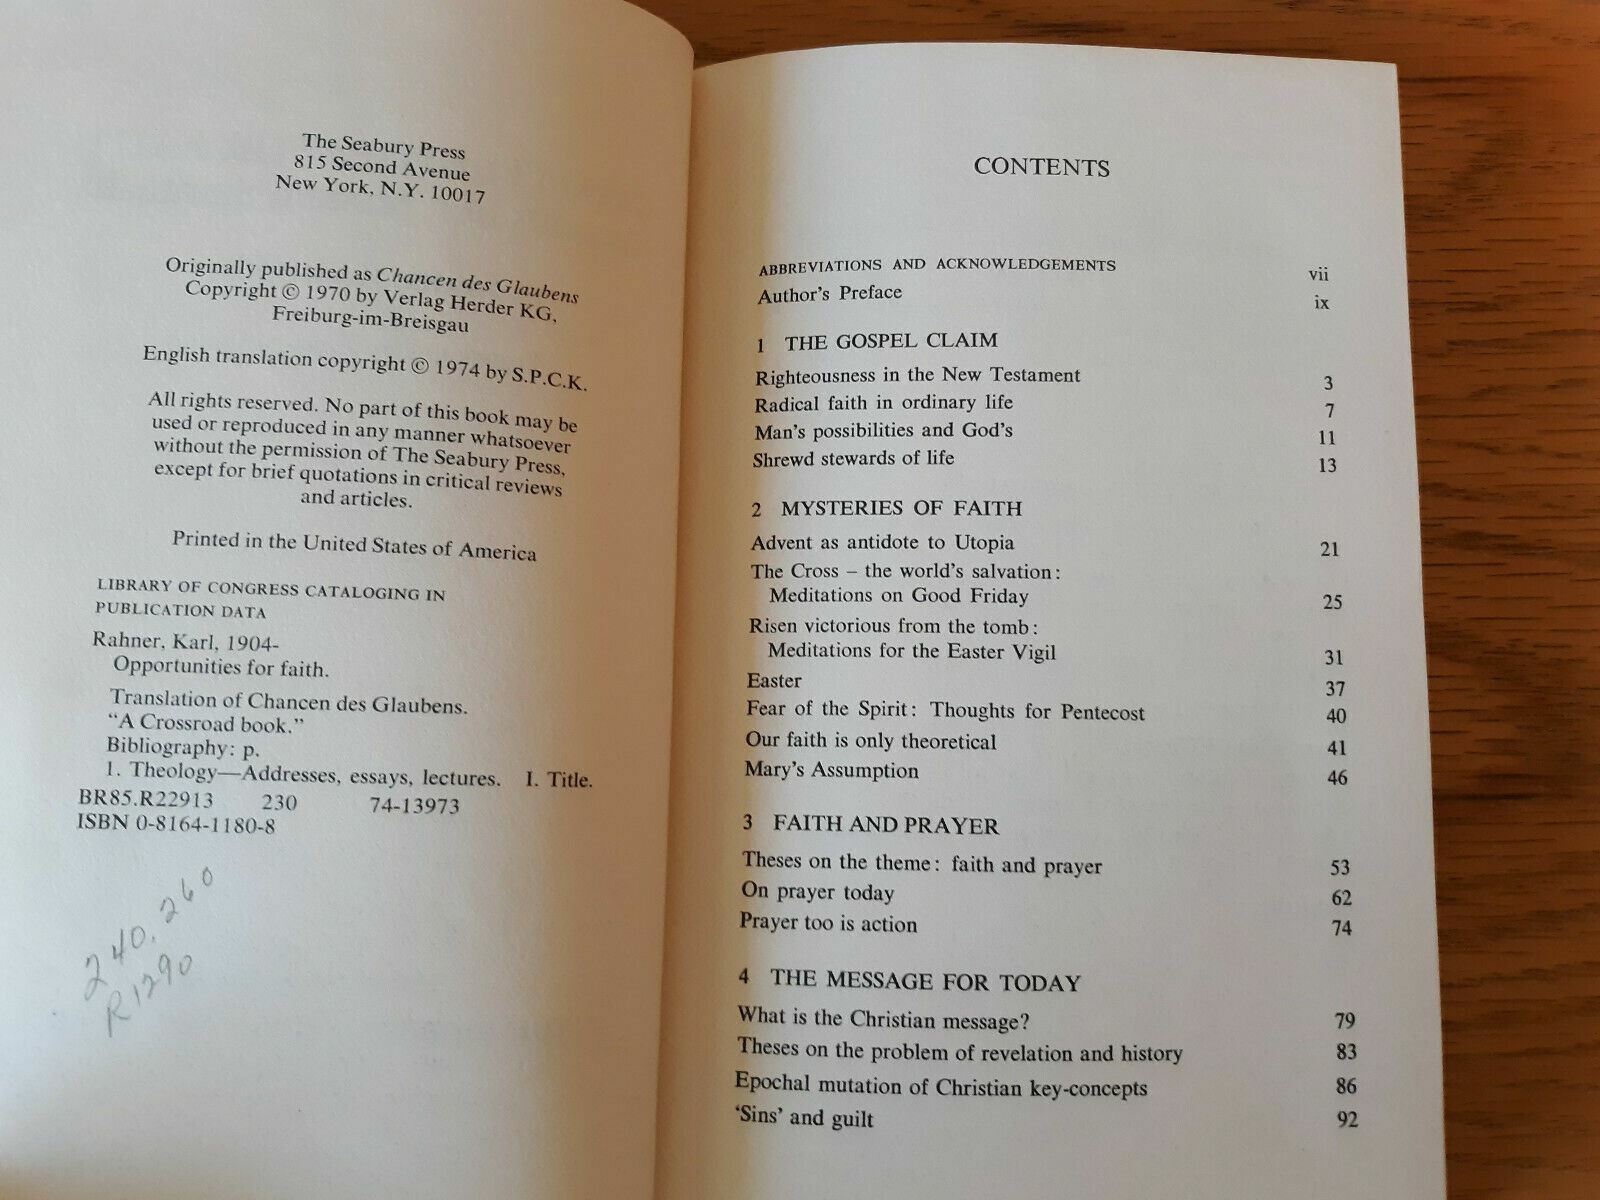 The Seabury Press
815 Second Avenue
New York, N.Y. 10017
Originally published as Chancen des Glaubens
Copyright © 1970 by Verlag Herder KG,
Freiburg-im-Breisgau
English translation copyright © 1974 by S.P.C.K.
All rights reserved. No part of this book may be
used or reproduced in any manner whatsoever
without the permission of The Seabury Press,
except for brief quotations in critical reviews
and articles.
Printed in the United States of America
LIBRARY OF CONGRESS CATALOGING IN
PUBLICATION DATA
Rahner, Karl, 1904-
Opportunities for faith.
Translation of Chancen des Glaubens.
"A Crossroad book."
Bibliography: p.
1. Theology—Addresses, essays, lectures. I. Title.
BR85.R22913 230 74-13973
ISBN 0-8164-1180-8
240.260
R1290
CONTENTS
ABBREVIATIONS AND ACKNOWLEDGEMENTS vii
Author's Preface ix
1 THE GOSPEL CLAIM
Righteousness in the New Testament 3
Radical faith in ordinary life 7
Man's possibilities and God's 11
Shrewd stewards of life 13
2 MYSTERIES OF FAITH
Advent as antidote to Utopia 21
The Cross – the world's salvation:
Meditations on Good Friday 25
Risen victorious from the tomb:
Meditations for the Easter Vigil 31
Easter 37
Fear of the Spirit: Thoughts for Pentecost 40
Our faith is only theoretical 41
Mary's Assumption 46
3 FAITH AND PRAYER
Theses on the theme: faith and prayer 53
On prayer today 62
Prayer too is action 74
4 THE MESSAGE FOR TODAY
What is the Christian message? 79
Theses on the problem of revelation and history 83
Epochal mutation of Christian key-concepts 86
'Sins' and guilt 92